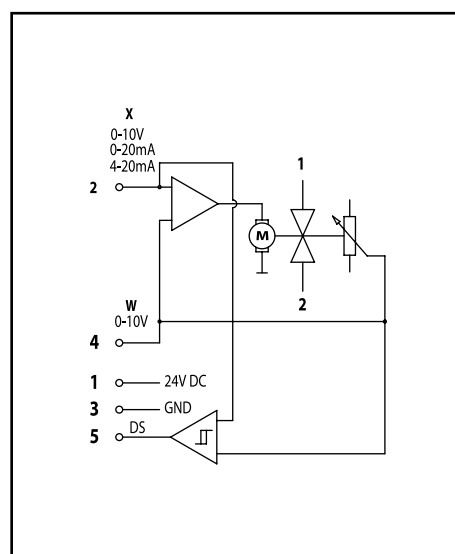 X
0-10V
0-20mA
4-20mA
2
1
M
2
W
0-10V
4
1 24V DC
3 GND
5 DS